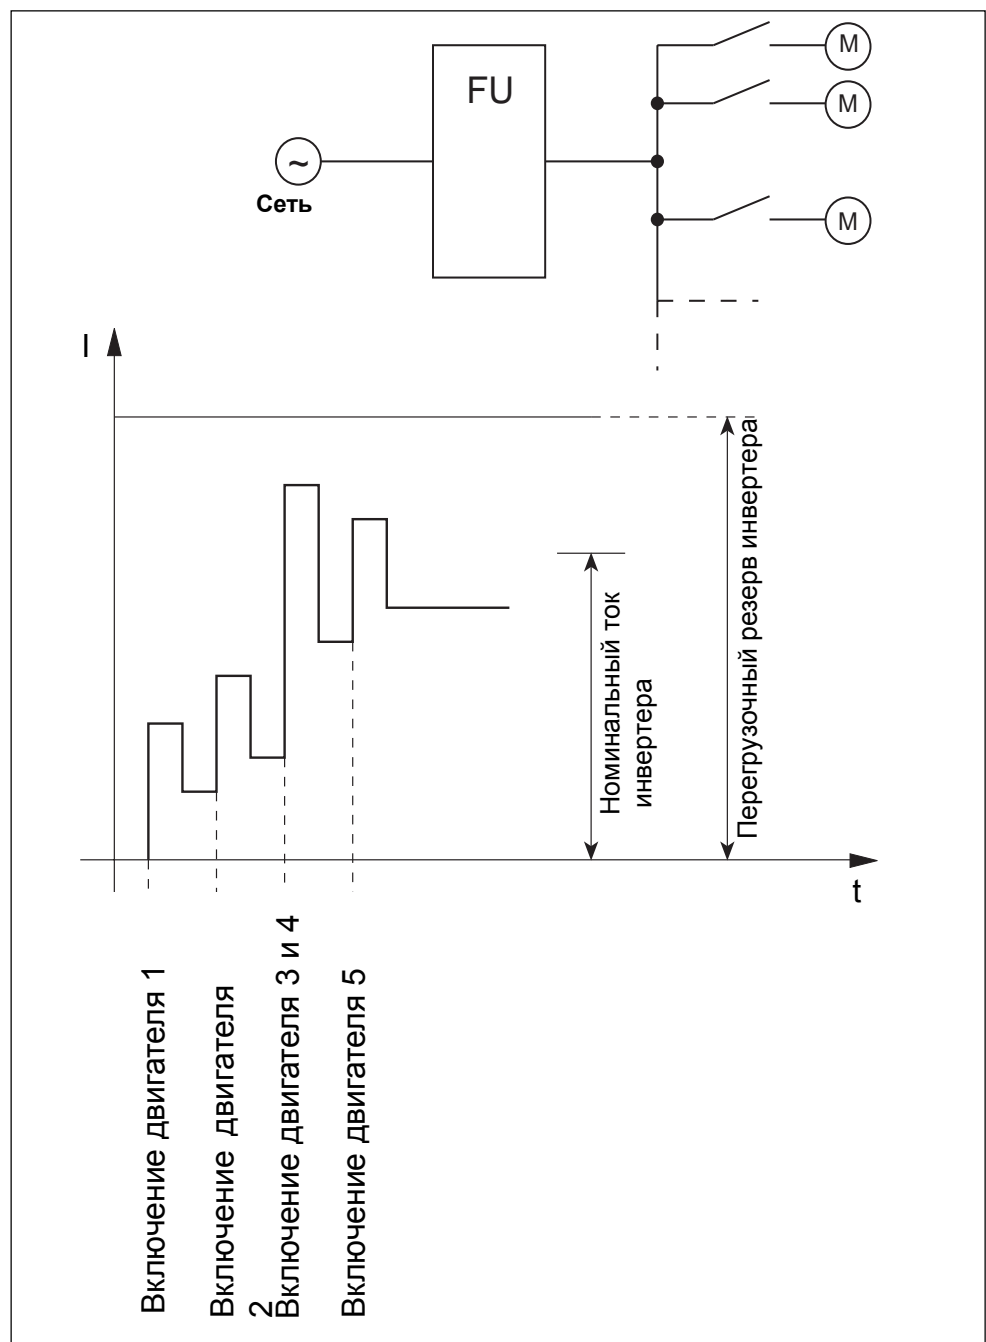 M
FU
M
~
Сеть
M
I
Перегрузочный резерв инвертера
Номинальный ток
инвертера
t
Включение двигателя 1
Включение двигателя
2
Включение двигателя 3 и 4
Включение двигателя 5